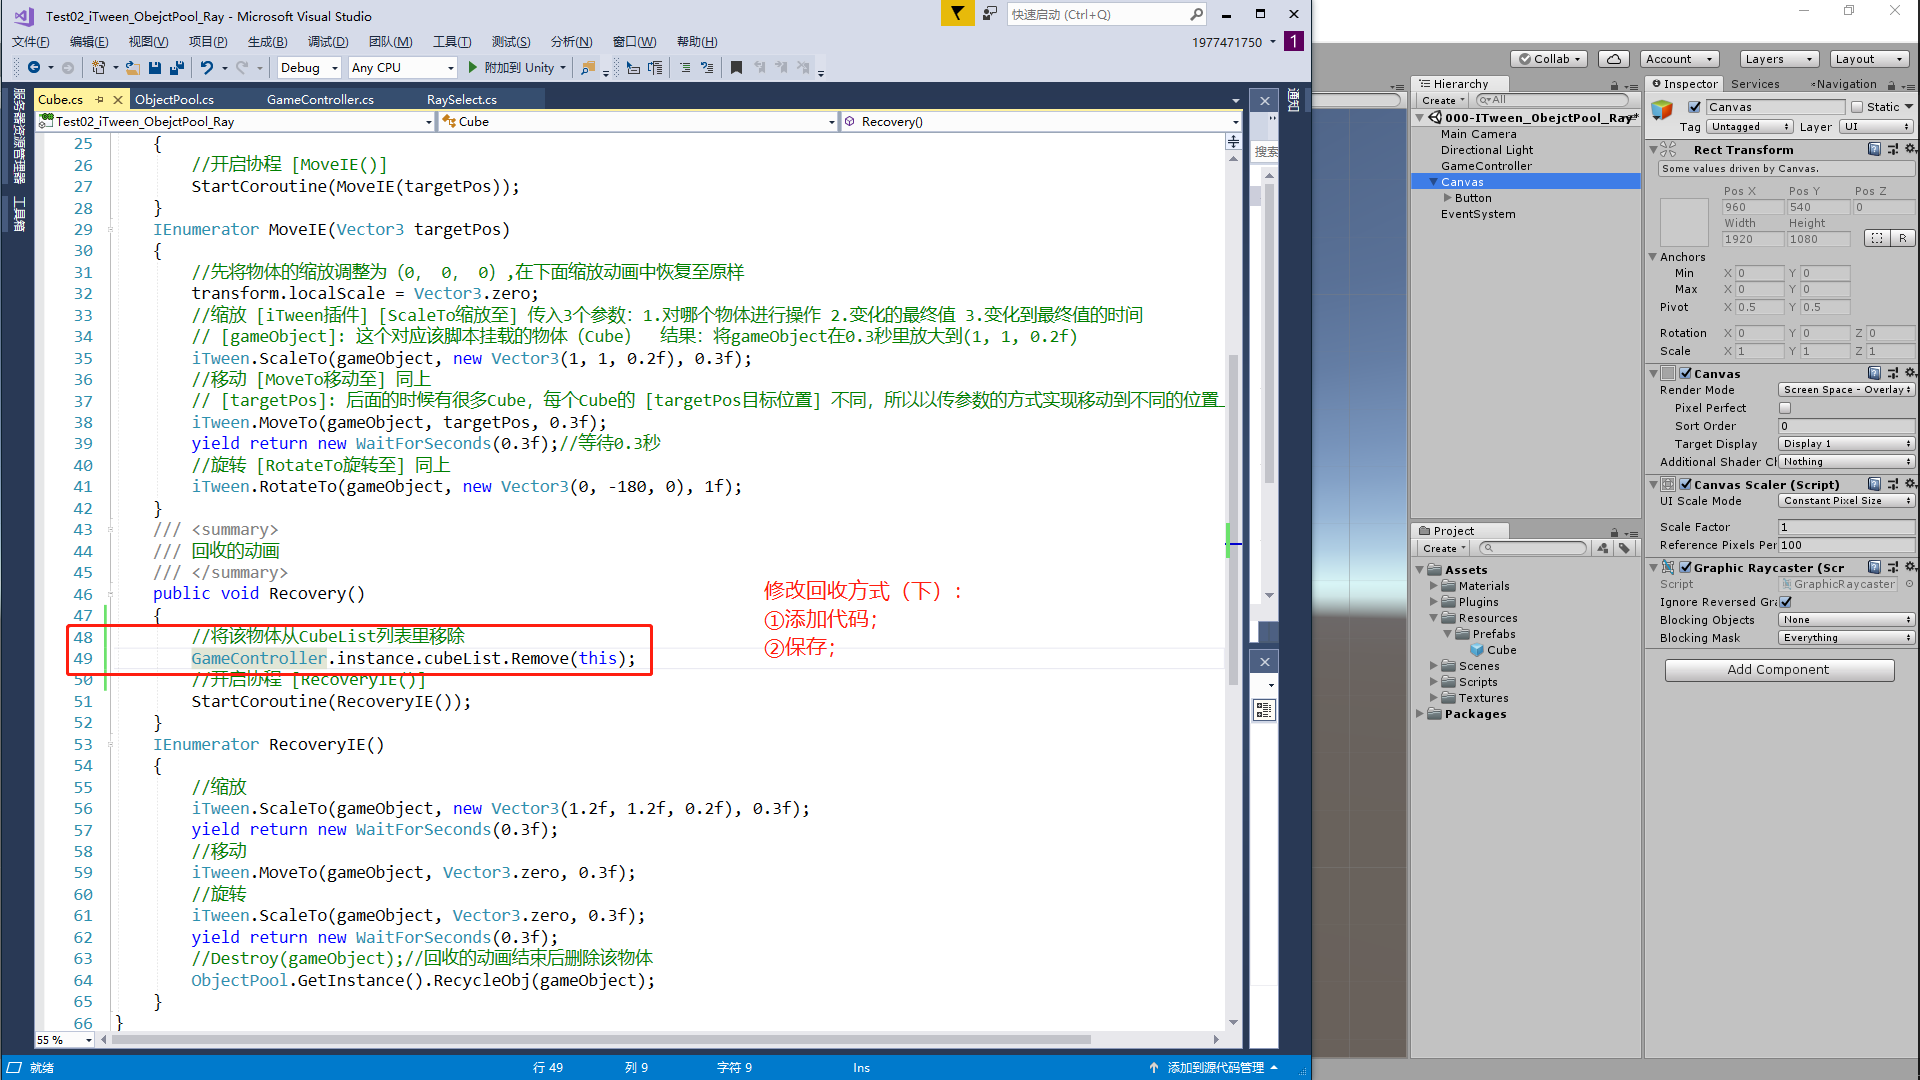 Test02_iTween_ObejctPool_Ray - Microsoft Visual Studio
快速启动 (Ctrl+Q)
文件(F) 编辑(E) 视图(V) 项目(P) 生成(B) 调试(D) 团队(M) 工具(T) 测试(S) 分析(N) 窗口(W) 帮助(H)
1977471750 1
Debug Any CPU 附加到 Unity
Cube.cs ObjectPool.cs GameController.cs RaySelect.cs
Test02_iTween_ObejctPool_Ray Cube Recovery()
服务器资源管理器
工具箱
通知
搜索
25 {
26 //开启协程 [MoveIE()]
27 StartCoroutine(MoveIE(targetPos));
28 }
29 IEnumerator MoveIE(Vector3 targetPos)
30 {
31 //先将物体的缩放调整为（0， 0， 0）,在下面缩放动画中恢复至原样
32 transform.localScale = Vector3.zero;
33 //缩放 [iTween插件] [ScaleTo缩放至] 传入3个参数：1.对哪个物体进行操作 2.变化的最终值 3.变化到最终值的时间
34 // [gameObject]：这个对应该脚本挂载的物体（Cube） 结果：将gameObject在0.3秒里放大到(1, 1, 0.2f)
35 iTween.ScaleTo(gameObject, new Vector3(1, 1, 0.2f), 0.3f);
36 //移动 [MoveTo移动至] 同上
37 // [targetPos]：后面的时候有很多Cube，每个Cube的 [targetPos目标位置] 不同，所以以传参数的方式实现移动到不同的位置
38 iTween.MoveTo(gameObject, targetPos, 0.3f);
39 yield return new WaitForSeconds(0.3f);//等待0.3秒
40 //旋转 [RotateTo旋转至] 同上
41 iTween.RotateTo(gameObject, new Vector3(0, -180, 0), 1f);
42 }
43 /// <summary>
44 /// 回收的动画
45 /// </summary>
46 public void Recovery()
47 {
48 //将该物体从CubeList列表里移除
49 GameController.instance.cubeList.Remove(this);
50 //开启协程 [RecoveryIE()]
51 StartCoroutine(RecoveryIE());
52 }
53 IEnumerator RecoveryIE()
54 {
55 //缩放
56 iTween.ScaleTo(gameObject, new Vector3(1.2f, 1.2f, 0.2f), 0.3f);
57 yield return new WaitForSeconds(0.3f);
58 //移动
59 iTween.MoveTo(gameObject, Vector3.zero, 0.3f);
60 //旋转
61 iTween.ScaleTo(gameObject, Vector3.zero, 0.3f);
62 yield return new WaitForSeconds(0.3f);
63 //Destroy(gameObject);//回收的动画结束后删除该物体
64 ObjectPool.GetInstance().RecycleObj(gameObject);
65 }
66 }
修改回收方式（下）：
①添加代码；
②保存；
55 %
就绪 行 49 列 9 字符 9 Ins 添加到源代码管理
Collab Account Layers Layout
Hierarchy
Create All
000-ITween_ObejctPool_Ray*
Main Camera
Directional Light
GameController
Canvas
Button
EventSystem
Project
Create
Assets
Materials
Plugins
Resources
Prefabs
Cube
Scenes
Scripts
Textures
Packages
Inspector Services Navigation
Canvas Static
Tag Untagged Layer UI
Rect Transform
Some values driven by Canvas.
Pos X Pos Y Pos Z
960 540 0
Width Height
1920 1080 R
Anchors
Min X 0 Y 0
Max X 0 Y 0
Pivot X 0.5 Y 0.5
Rotation X 0 Y 0 Z 0
Scale X 1 Y 1 Z 1
Canvas
Render Mode Screen Space - Overlay
Pixel Perfect
Sort Order 0
Target Display Display 1
Additional Shader Ch Nothing
Canvas Scaler (Script)
UI Scale Mode Constant Pixel Size
Scale Factor 1
Reference Pixels Per 100
Graphic Raycaster (Scr
Script GraphicRaycaster
Ignore Reversed Gra
Blocking Objects None
Blocking Mask Everything
Add Component